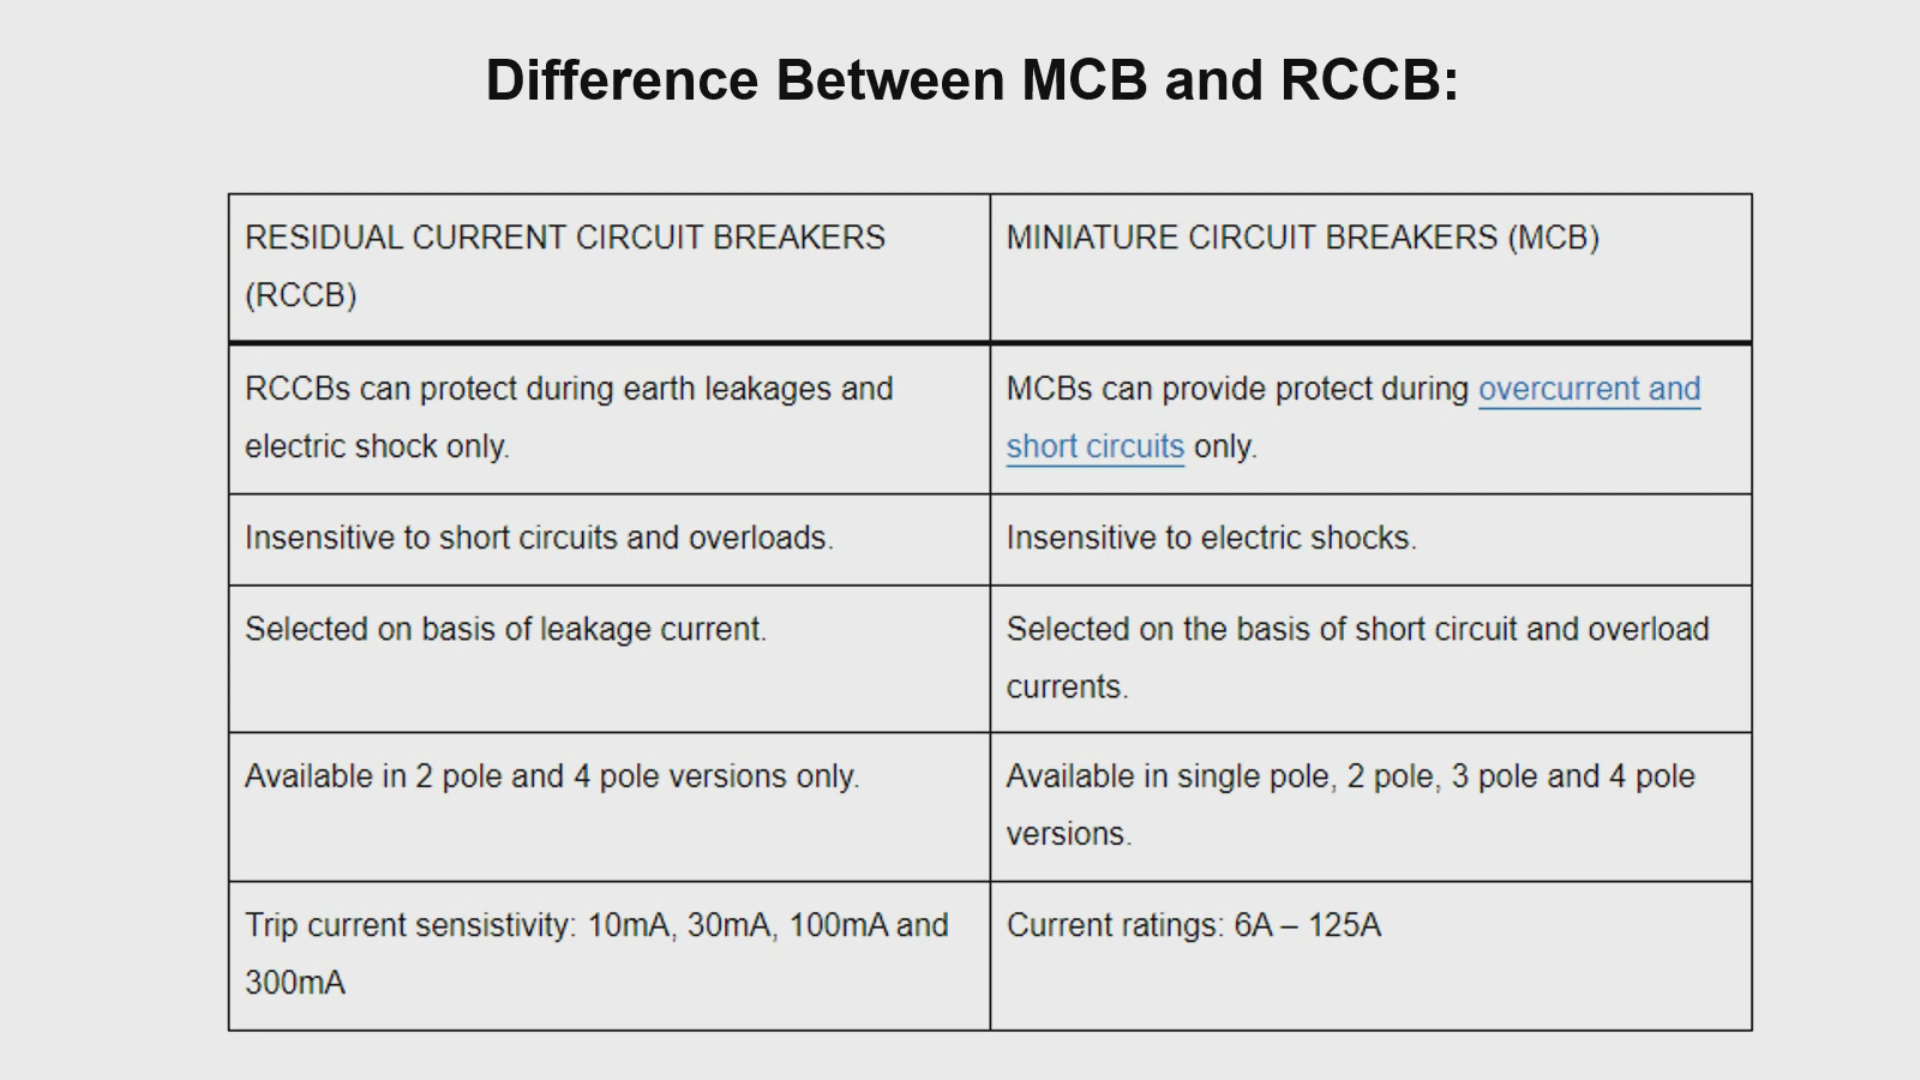 Difference Between MCB and RCCB:
RESIDUAL CURRENT CIRCUIT BREAKERS
(RCCB)
MINIATURE CIRCUIT BREAKERS (MCB)
RCCBs can protect during earth leakages and
electric shock only.
MCBs can provide protect during overcurrent and
short circuits only.
Insensitive to short circuits and overloads.
Insensitive to electric shocks.
Selected on basis of leakage current.
Selected on the basis of short circuit and overload
currents.
Available in 2 pole and 4 pole versions only.
Available in single pole, 2 pole, 3 pole and 4 pole
versions.
Trip current sensistivity: 10mA, 30mA, 100mA and
300mA
Current ratings: 6A – 125A